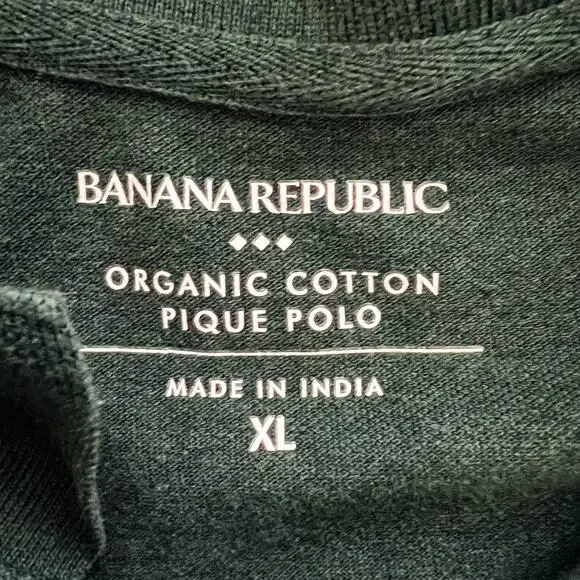 BANANA REPUBLIC
◆◆◆
ORGANIC COTTON
PIQUE POLO
MADE IN INDIA
XL